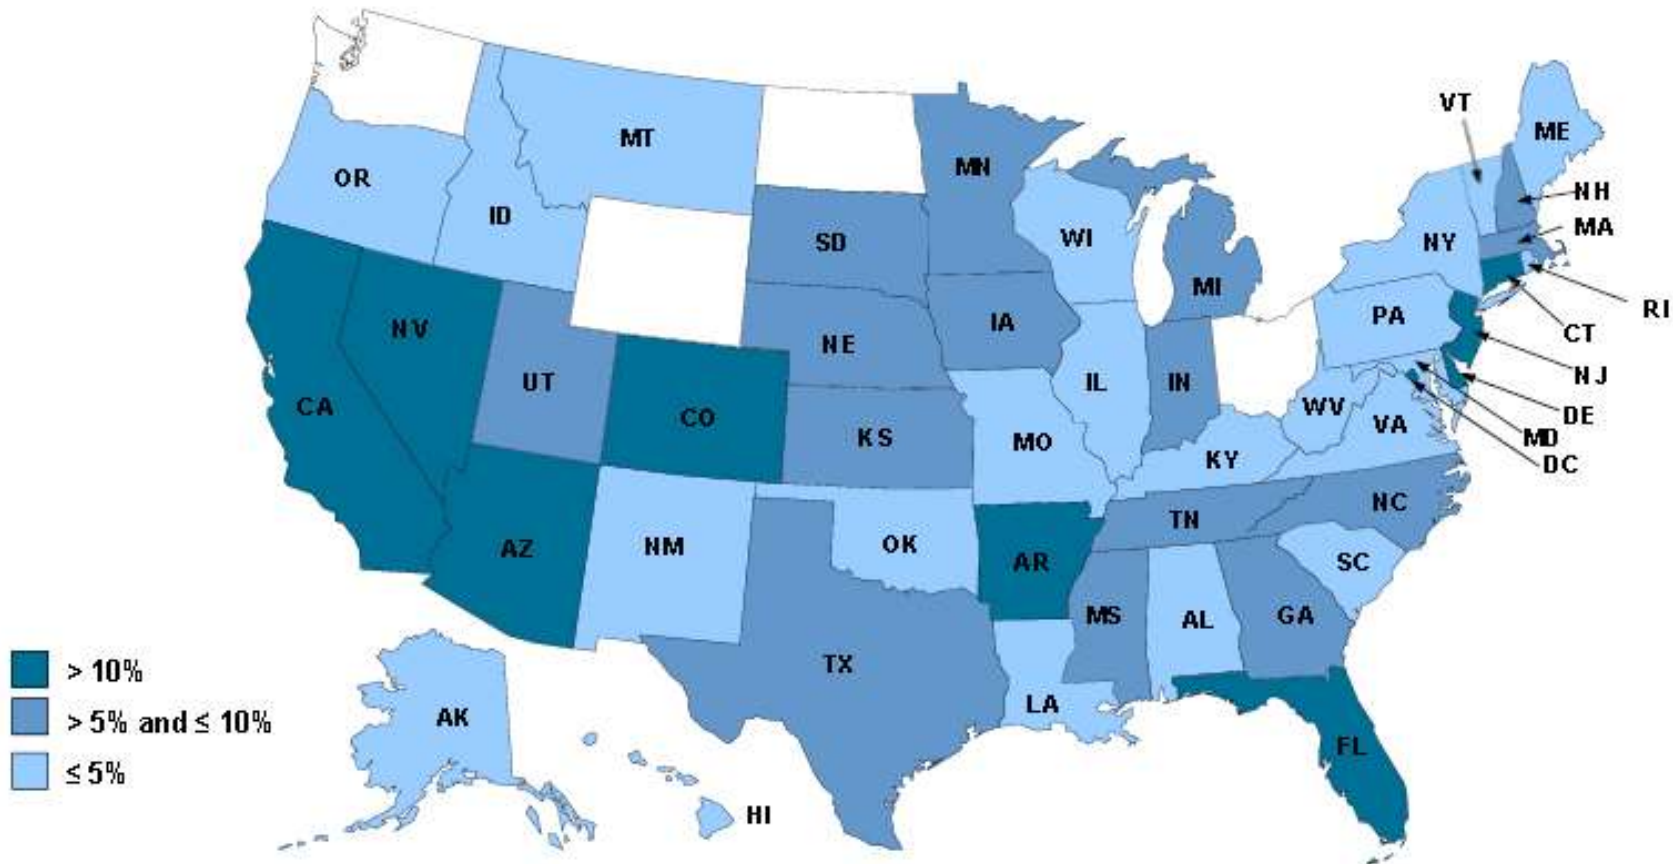 VT
ME
MT
MN
OR
NH
ID
MA
SD
WI
NY
MI
RI
NV
IA
PA
CT
NE
UT
IL
IN
NJ
CA
CO
WV
DE
KS
MO
VA
MD
KY
DC
NC
TN
AZ
NM
OK
AR
SC
MS
AL
GA
TX
> 10%
LA
AK
> 5% and ≤ 10%
FL
≤ 5%
HI